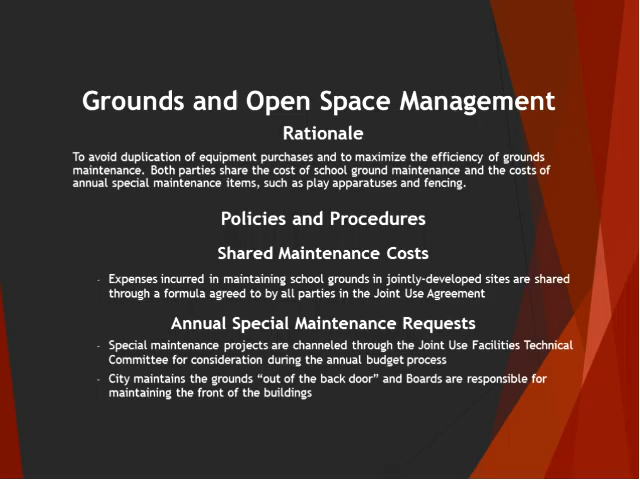 Grounds and Open Space Management
Rationale
To avoid duplication of equipment purchases and to maximize the efficiency of grounds
maintenance. Both parties share the cost of school ground maintenance and the costs of
annual special maintenance items, such as play apparatuses and fencing.
Policies and Procedures
Shared Maintenance Costs
- Expenses incurred in maintaining school grounds in jointly-developed sites are shared
through a formula agreed to by all parties in the Joint Use Agreement
Annual Special Maintenance Requests
- Special maintenance projects are channeled through the Joint Use Facilities Technical
Committee for consideration during the annual budget process
- City maintains the grounds “out of the back door” and Boards are responsible for
maintaining the front of the buildings